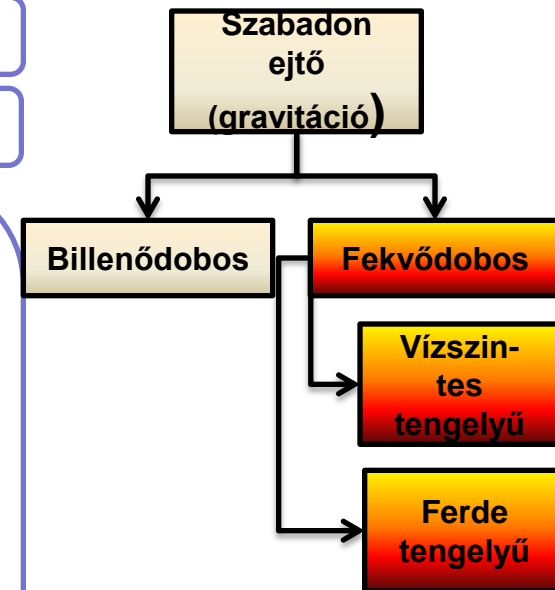 Szabadon
ejtő
(gravitáció)
Billenődobos
Fekvődobos
Vízszin-
tes
tengelyű
Ferde
tengelyű